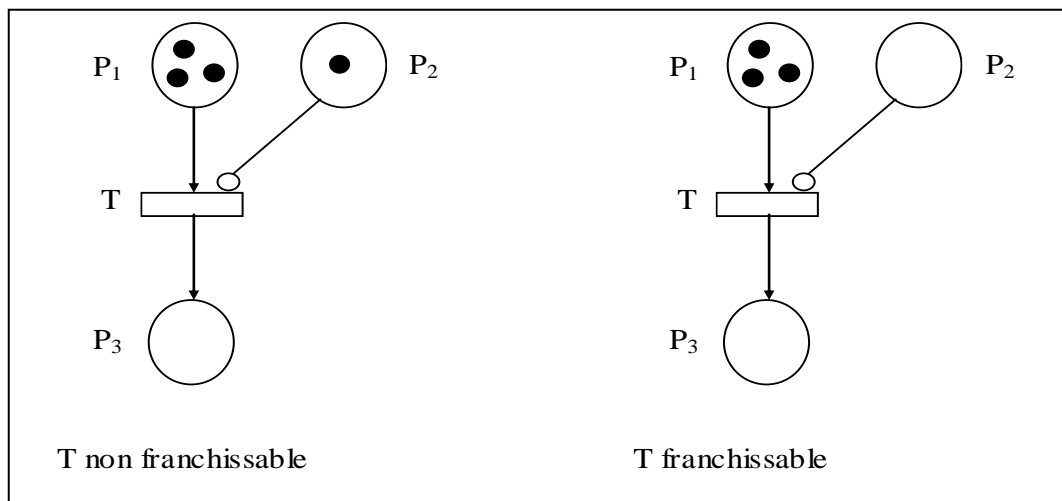 P₁ P₂ P₁ P₂
T T
P₃ P₃
T non franchissable T franchissable